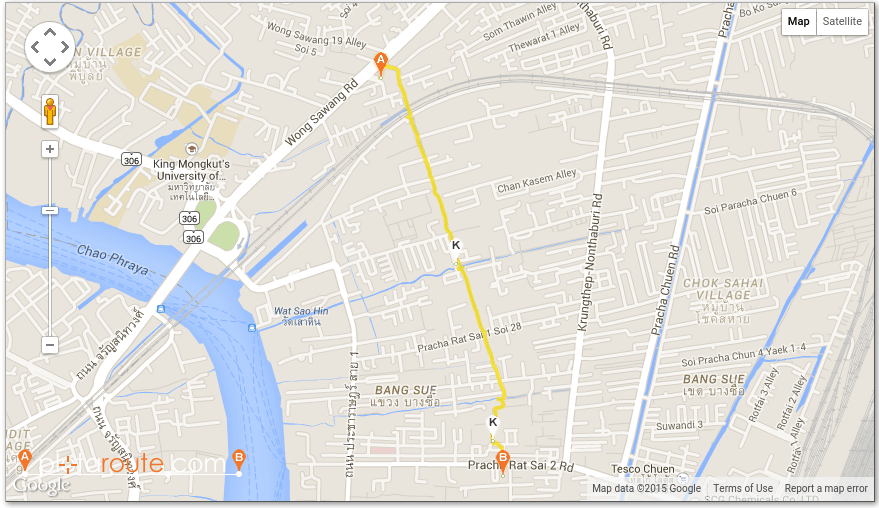 Soi 4
Bo Ko Su
Map
Satellite
Som Thawin Alley
Wong Sawang 19 Alley
Soi 5
Thewarat 1 Alley
Krungthep-Nonthaburi Rd
Pracha
N VILLAGE
หมู่บ้าน
พิบูลย์
A
Wong Sawang Rd
306
King Mongkut's
University of...
มหาวิทยาลัย
เทคโนโลยี...
306
306
Chan Kasem Alley
Soi Paracha Chuen 6
Krungthep-Nonthaburi Rd
Pracha Chuen Rd
Chao Phraya
K
CHOK SAHAI
VILLAGE
หมู่บ้าน
โชคสหาย
Wat Sao Hin
วัดเสาหิน
ถนน จรัญสนิทวงศ์
Pracha Rat Sai 1 Soi 28
Soi Pracha Chun 4 Yaek 1-4
ถนน ประชาราษฎร์ สาย 1
BANG SUE
แขวง บางซื่อ
BANG SUE
เขต บางซื่อ
Rotfai 3 Alley
Rotfai 2 Alley
Rotfai 1 Alley
ถนน จรัญสนิทวงศ์
K
Suwandi 3
DIT
AGE
A
route.com
B
B
Pracha Rat Sai 2 Rd
Tesco Chuen
Google
Map data ©2015 Google
Terms of Use
Report a map error
SCG Chemicals Co. LTD